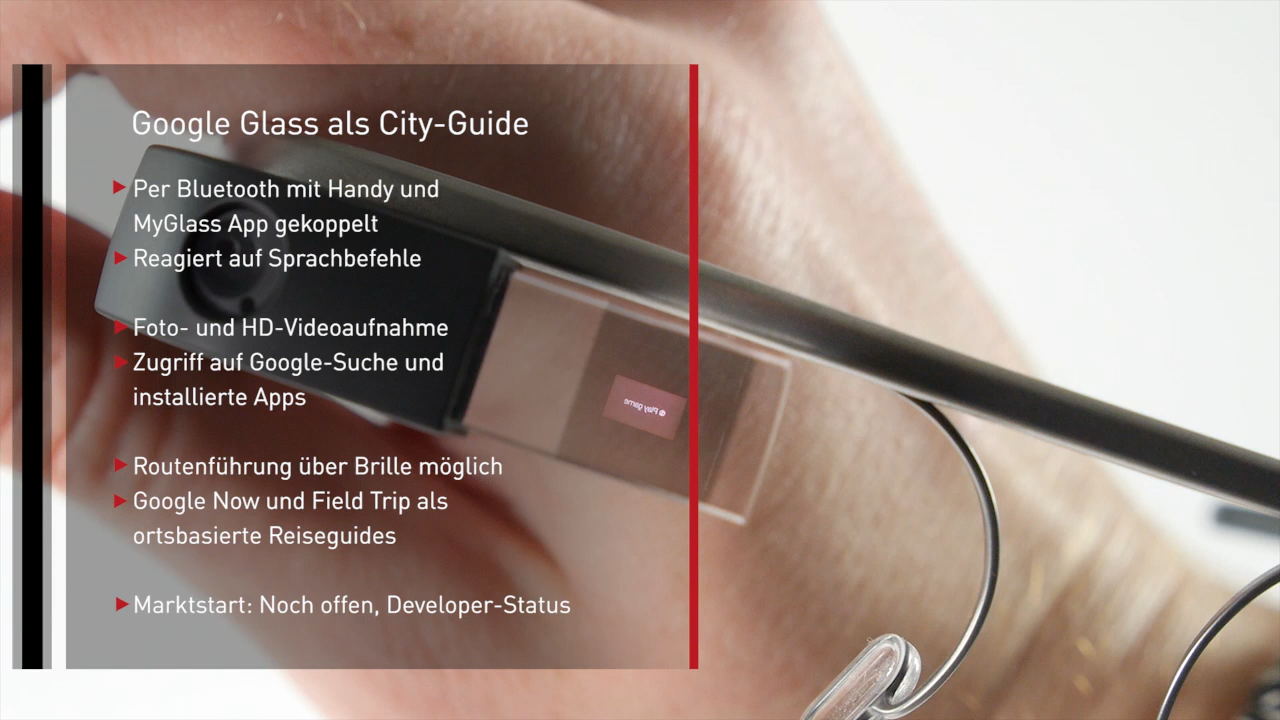 Google Glass als City-Guide
Per Bluetooth mit Handy und
MyGlass App gekoppelt
Reagiert auf Sprachbefehle
Foto- und HD-Videoaufnahme
Zugriff auf Google-Suche und
installierte Apps
Routenführung über Brille möglich
Google Now und Field Trip als
ortsbasierte Reiseguides
Marktstart: Noch offen, Developer-Status
Play game